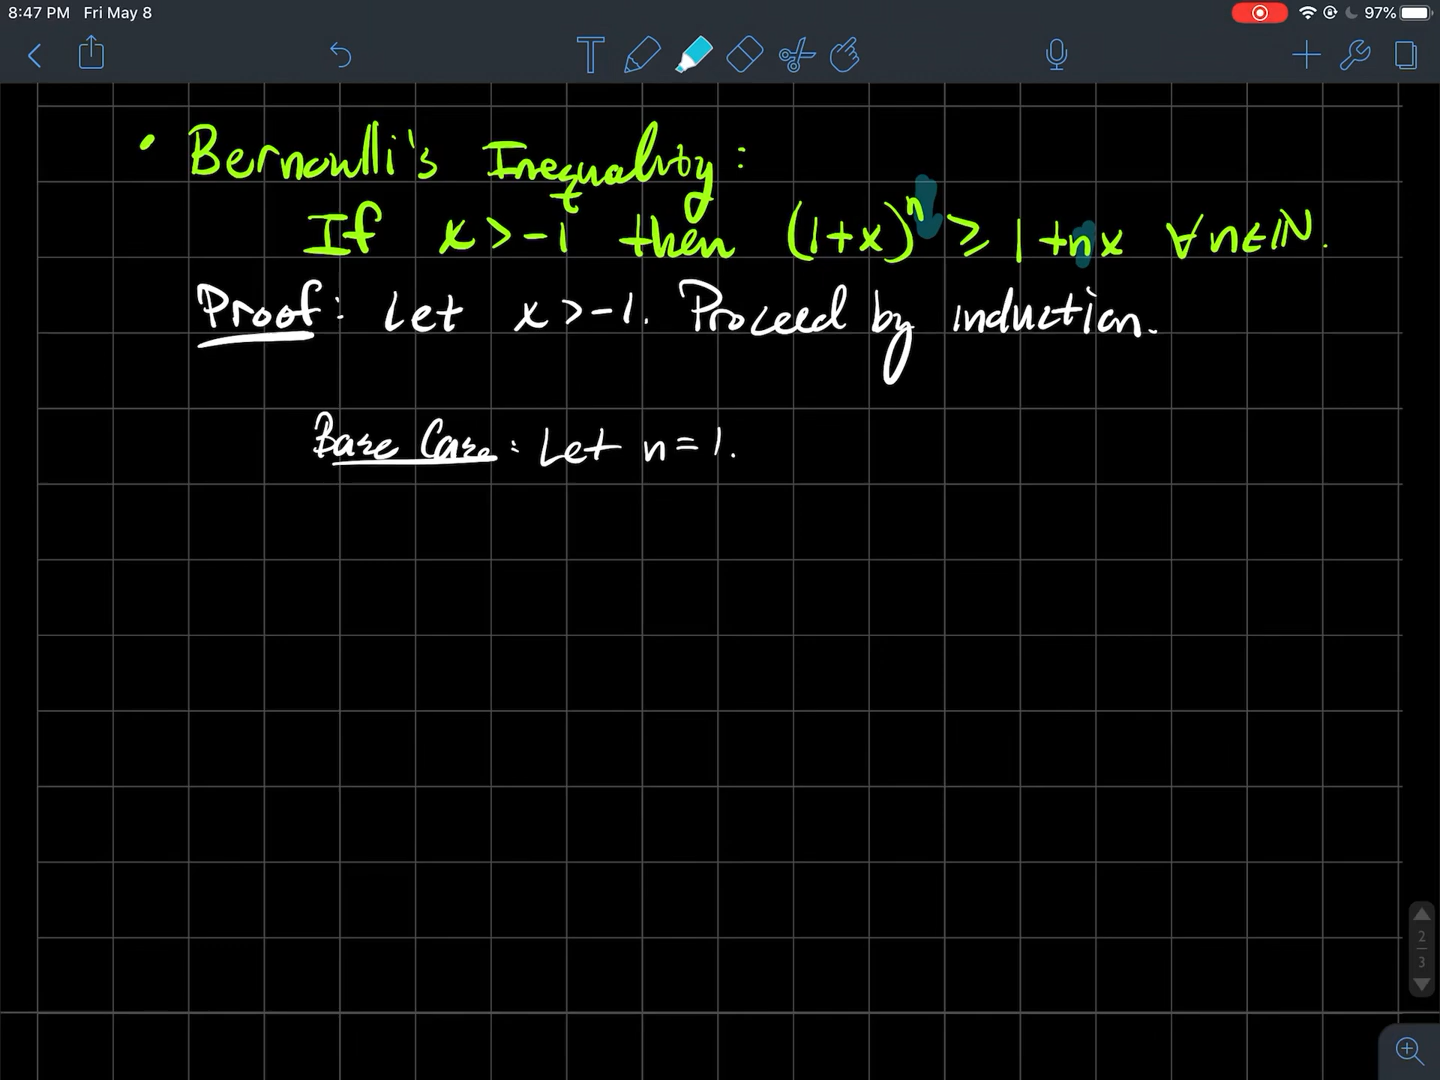 8:47 PM Fri May 8 97%
T
• Bernoulli's Inequality:
If x > -1 then (1+x)ⁿ ≥ 1+nx ∀n∈ℕ.
Proof: Let x > -1. Proceed by induction.
Base Case: Let n = 1.
2
3